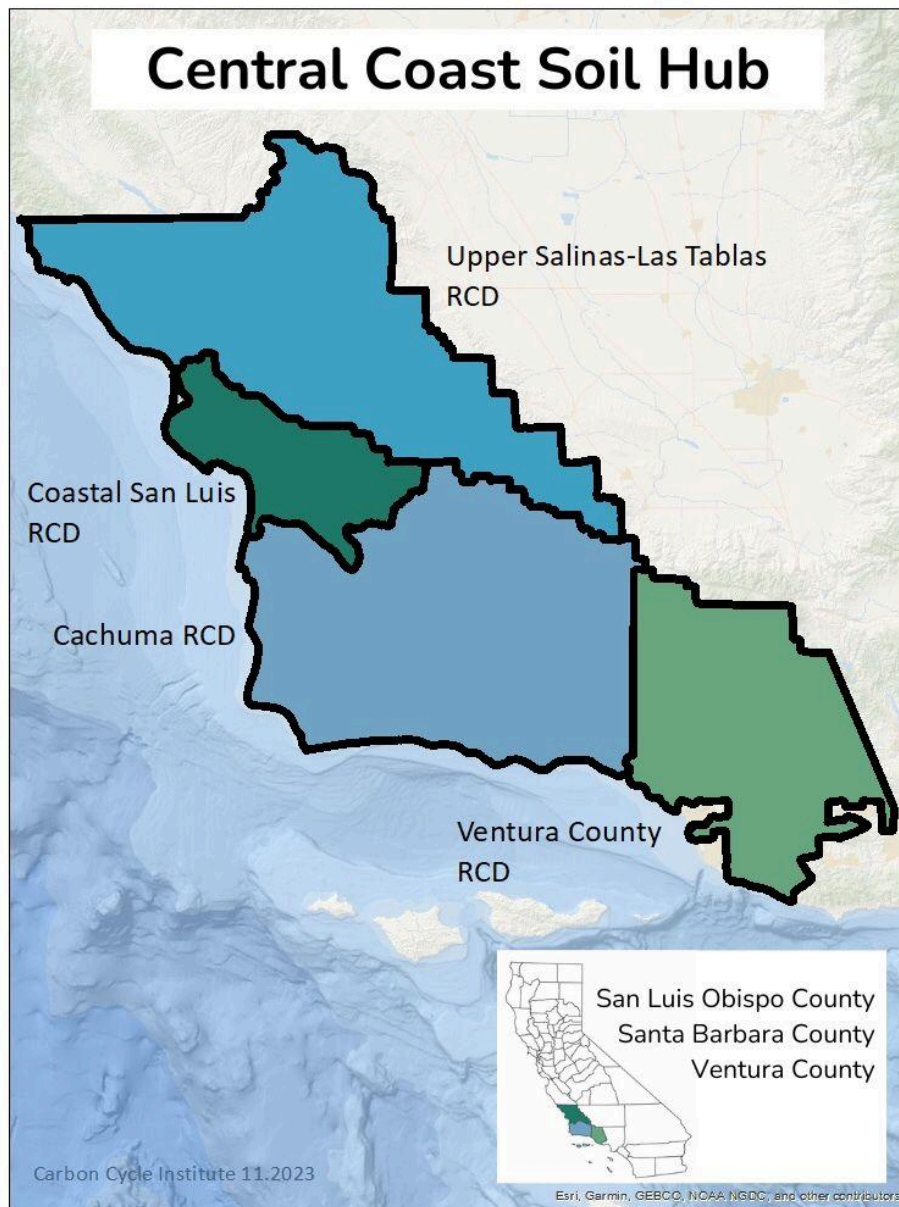 Central Coast Soil Hub
Upper Salinas-Las Tablas
RCD
Coastal San Luis
RCD
Cachuma RCD
Ventura County
RCD
San Luis Obispo County
Santa Barbara County
Ventura County
Carbon Cycle Institute 11.2023
Esri, Garmin, GEBCO, NOAA NGDC, and other contributors